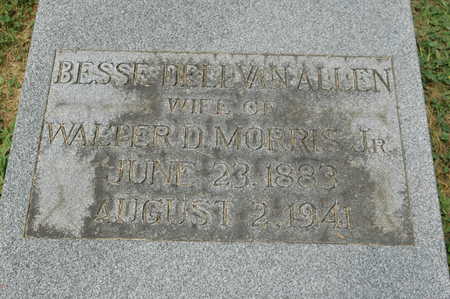 BESSE DELL VAN ALLEN
WIFE OF
WALTER D. MORRIS, Jr.
JUNE 23, 1883
AUGUST 2, 1941